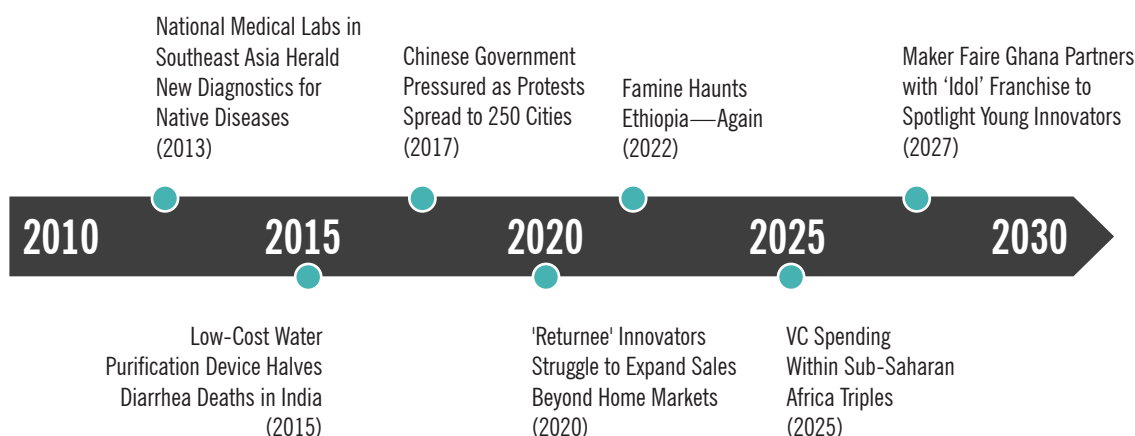 National Medical Labs in
Southeast Asia Herald
New Diagnostics for
Native Diseases
(2013)
Chinese Government
Pressured as Protests
Spread to 250 Cities
(2017)
Famine Haunts
Ethiopia—Again
(2022)
Maker Faire Ghana Partners
with ‘Idol’ Franchise to
Spotlight Young Innovators
(2027)
2010 2015 2020 2025 2030
Low-Cost Water
Purification Device Halves
Diarrhea Deaths in India
(2015)
'Returnee' Innovators
Struggle to Expand Sales
Beyond Home Markets
(2020)
VC Spending
Within Sub-Saharan
Africa Triples
(2025)